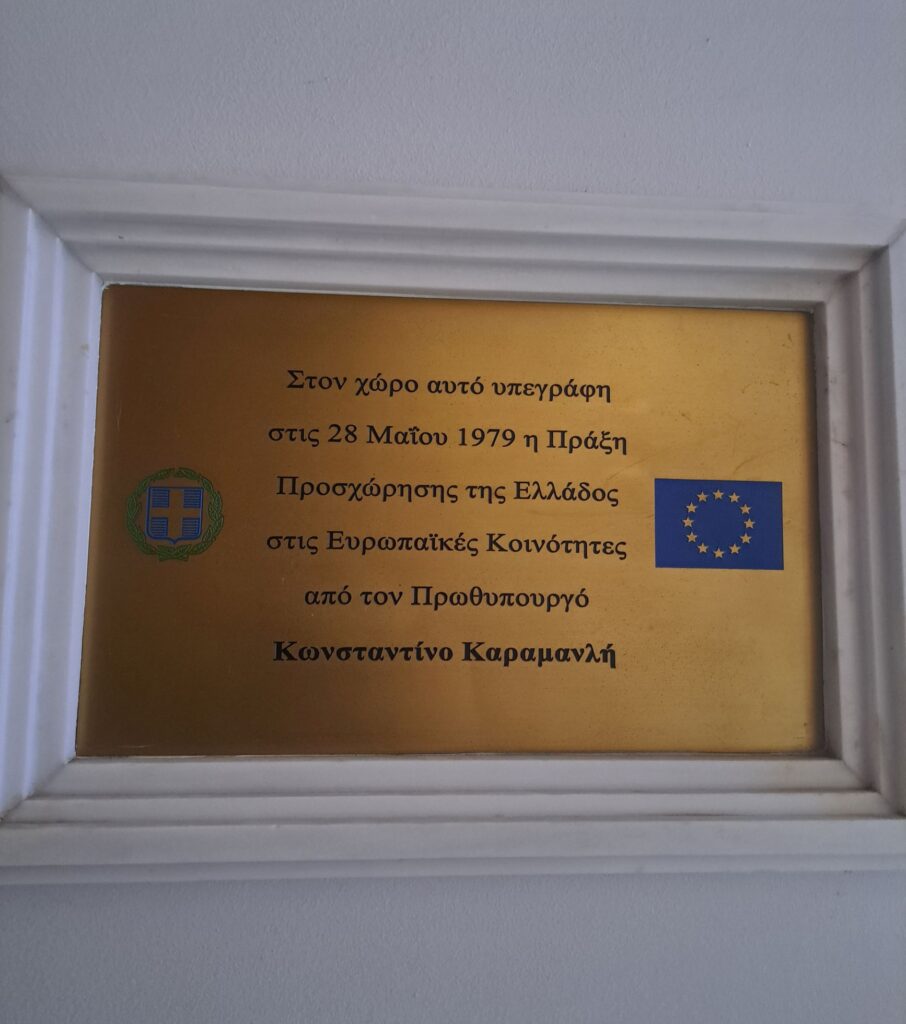 Στον χώρο αυτό υπεγράφη
στις 28 Μαΐου 1979 η Πράξη
Προσχώρησης της Ελλάδος
στις Ευρωπαϊκές Κοινότητες
από τον Πρωθυπουργό
Κωνσταντίνο Καραμανλή